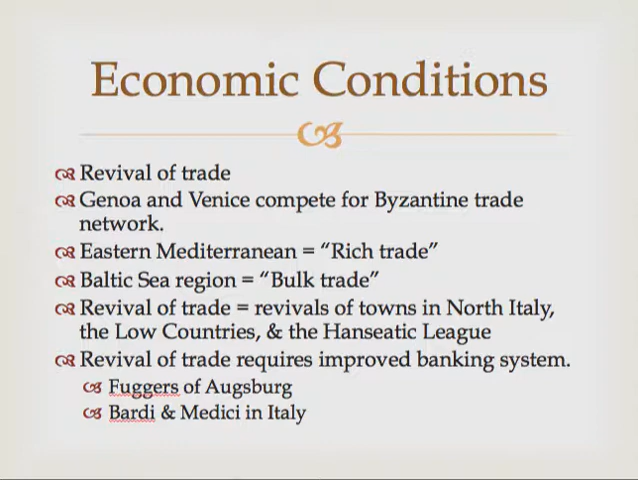 Economic Conditions
Revival of trade
Genoa and Venice compete for Byzantine trade
network.
Eastern Mediterranean = “Rich trade”
Baltic Sea region = “Bulk trade”
Revival of trade = revivals of towns in North Italy,
the Low Countries, & the Hanseatic League
Revival of trade requires improved banking system.
Fuggers of Augsburg
Bardi & Medici in Italy